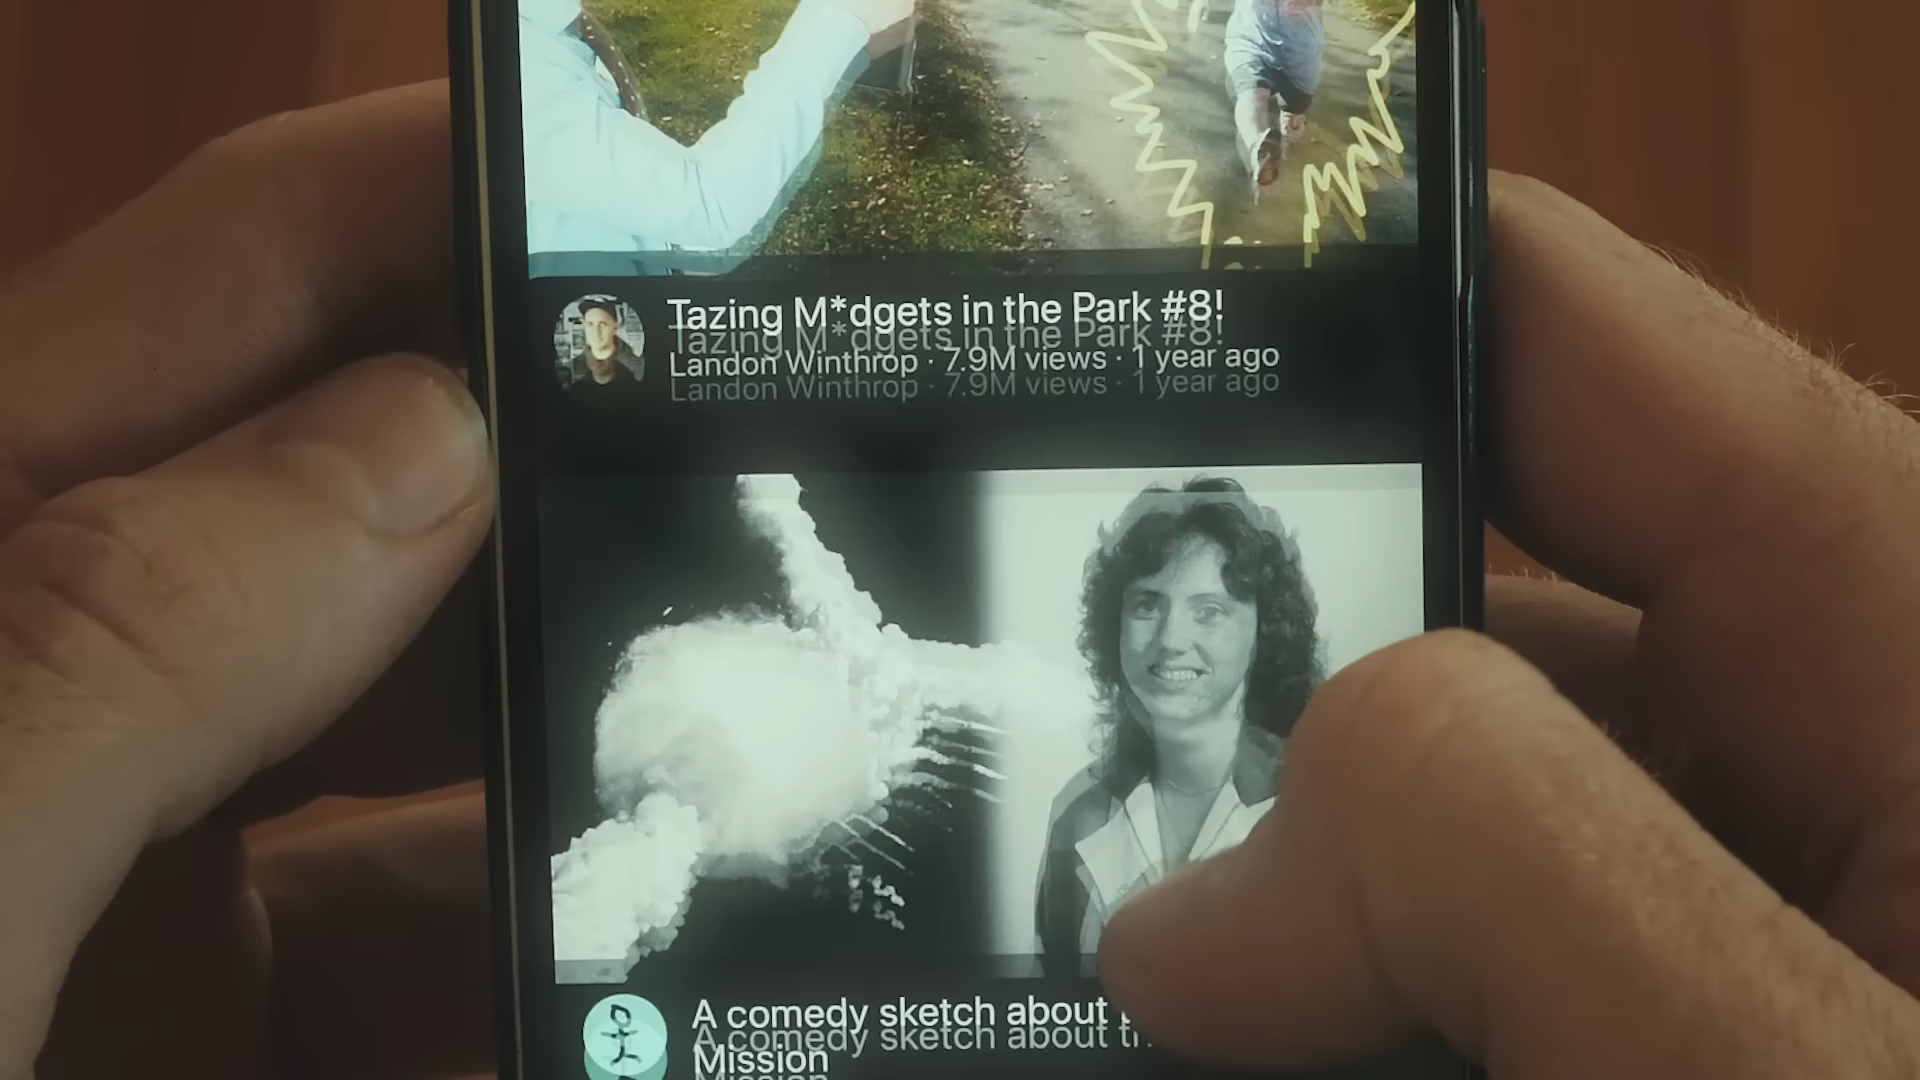 Tazing M*dgets in the Park #8!
Landon Winthrop · 7.9M views · 1 year ago
A comedy sketch about
Mission